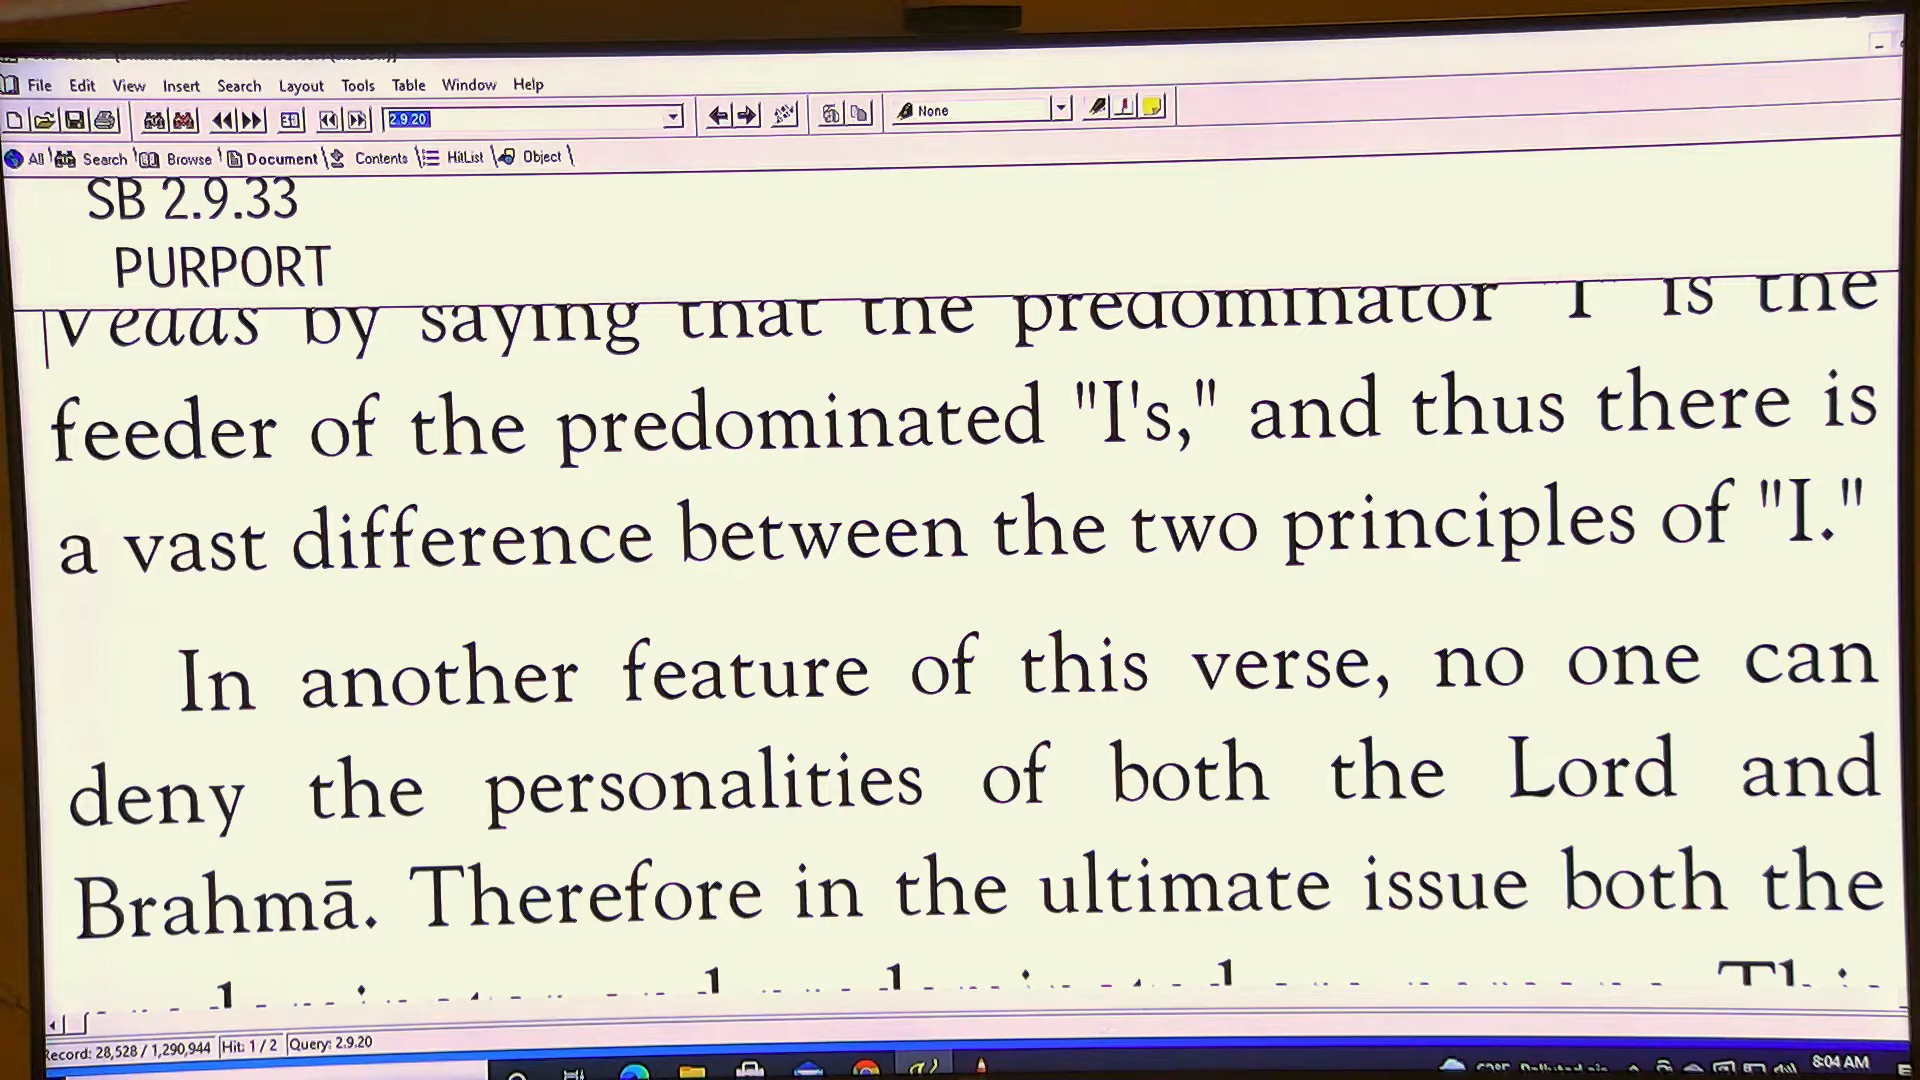 File Edit View Insert Search Layout Tools Table Window Help
2.9.20 None
All Search Browse Document Contents HitList Object
SB 2.9.33
PURPORT
Vedas by saying that the predominator "I" is the
feeder of the predominated "I's," and thus there is
a vast difference between the two principles of "I."
In another feature of this verse, no one can
deny the personalities of both the Lord and
Brahmā. Therefore in the ultimate issue both the
Record: 28,528 / 1,290,944 Hit: 1 / 2 Query: 2.9.20
8:04 AM